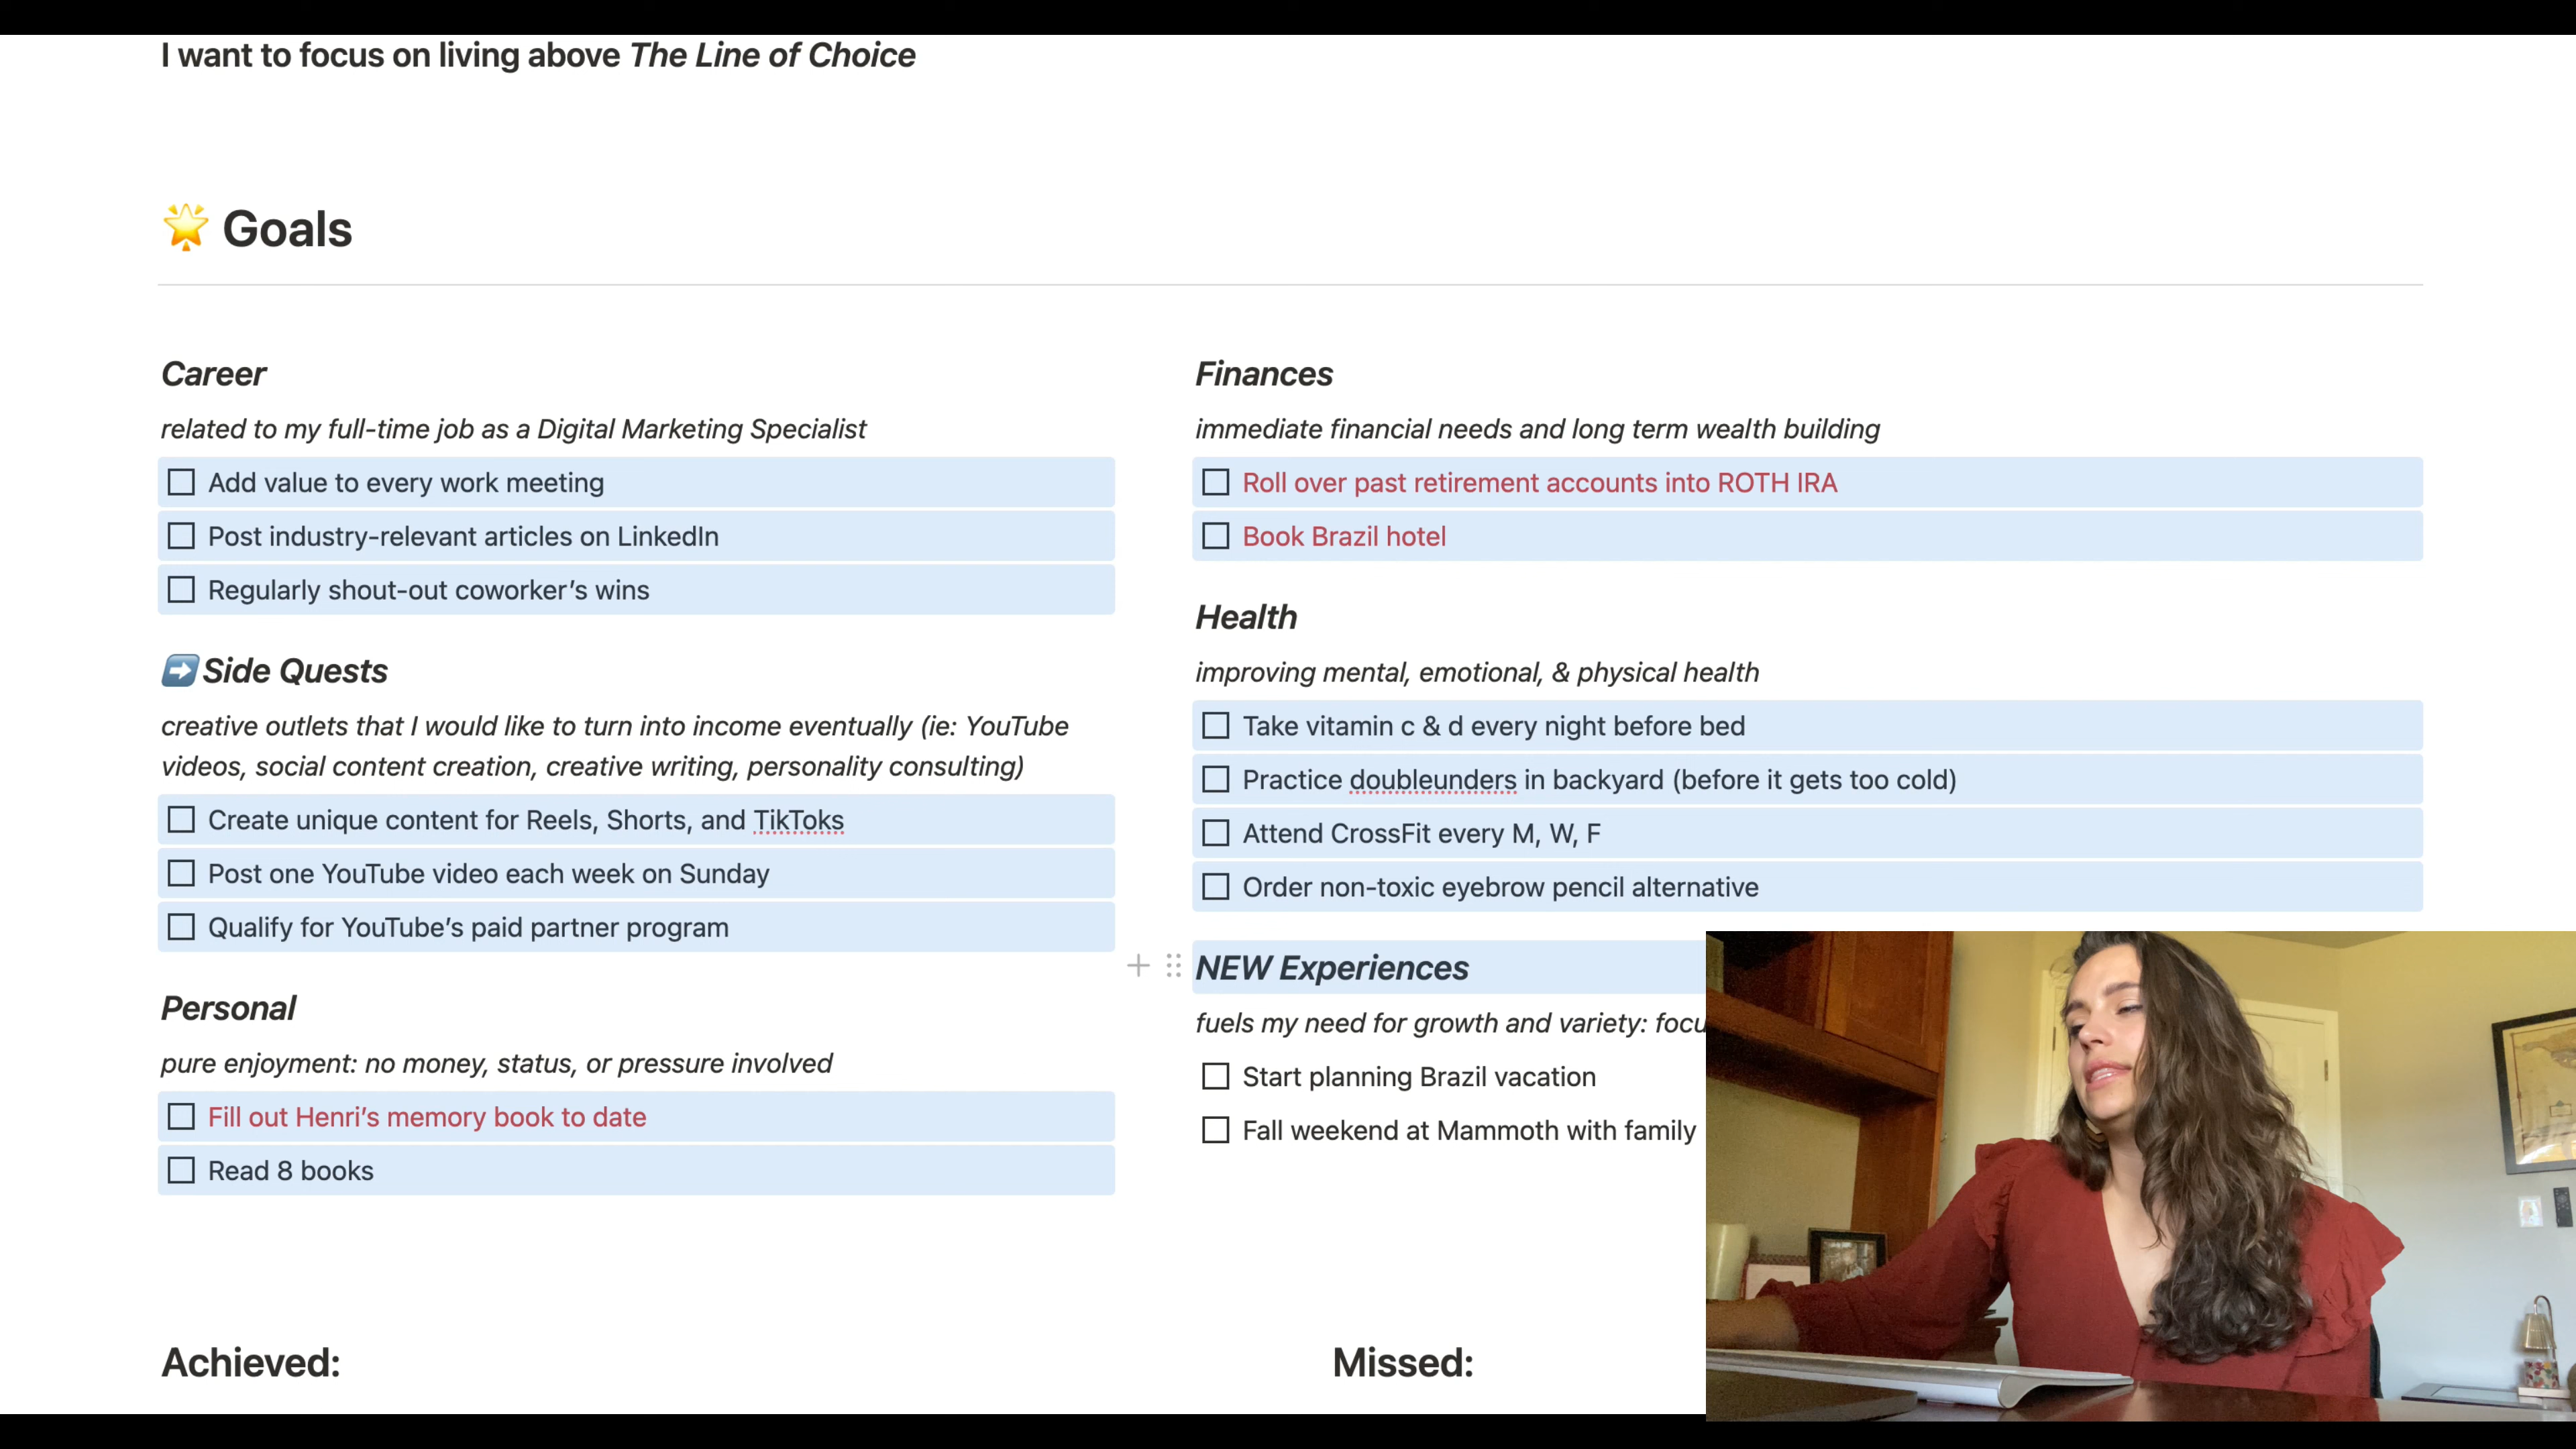 I want to focus on living above The Line of Choice
🌟 Goals
Career
related to my full-time job as a Digital Marketing Specialist
Add value to every work meeting
Post industry-relevant articles on LinkedIn
Regularly shout-out coworker’s wins
➡️Side Quests
creative outlets that I would like to turn into income eventually (ie: YouTube
videos, social content creation, creative writing, personality consulting)
Create unique content for Reels, Shorts, and TikToks
Post one YouTube video each week on Sunday
Qualify for YouTube’s paid partner program
Personal
pure enjoyment: no money, status, or pressure involved
Fill out Henri’s memory book to date
Read 8 books
Finances
immediate financial needs and long term wealth building
Roll over past retirement accounts into ROTH IRA
Book Brazil hotel
Health
improving mental, emotional, & physical health
Take vitamin c & d every night before bed
Practice doubleunders in backyard (before it gets too cold)
Attend CrossFit every M, W, F
Order non-toxic eyebrow pencil alternative
NEW Experiences
fuels my need for growth and variety:
Start planning Brazil vacation
Fall weekend at Mammoth with family
Achieved:
Missed: